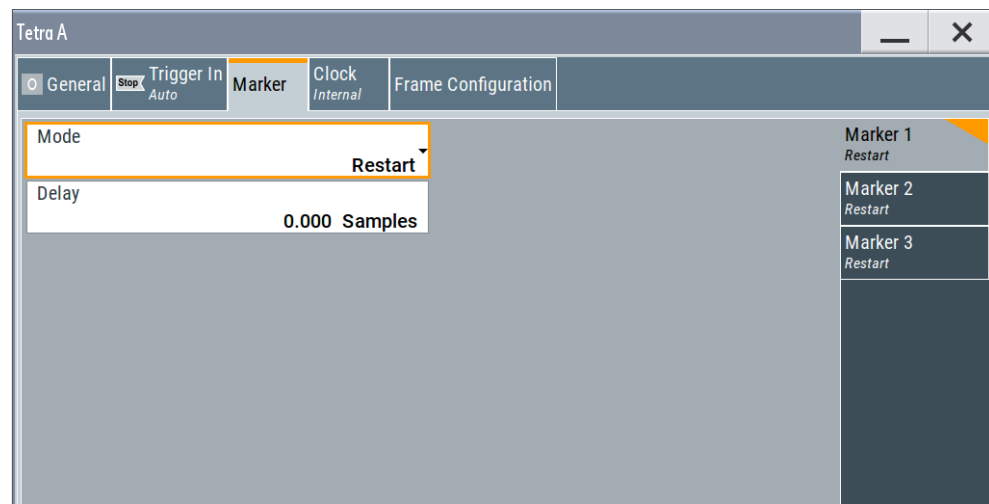 Tetra A
General
Stop
Trigger In
Auto
Marker
Clock
Internal
Frame Configuration
Mode
Restart
Delay
0.000 Samples
Marker 1
Restart
Marker 2
Restart
Marker 3
Restart